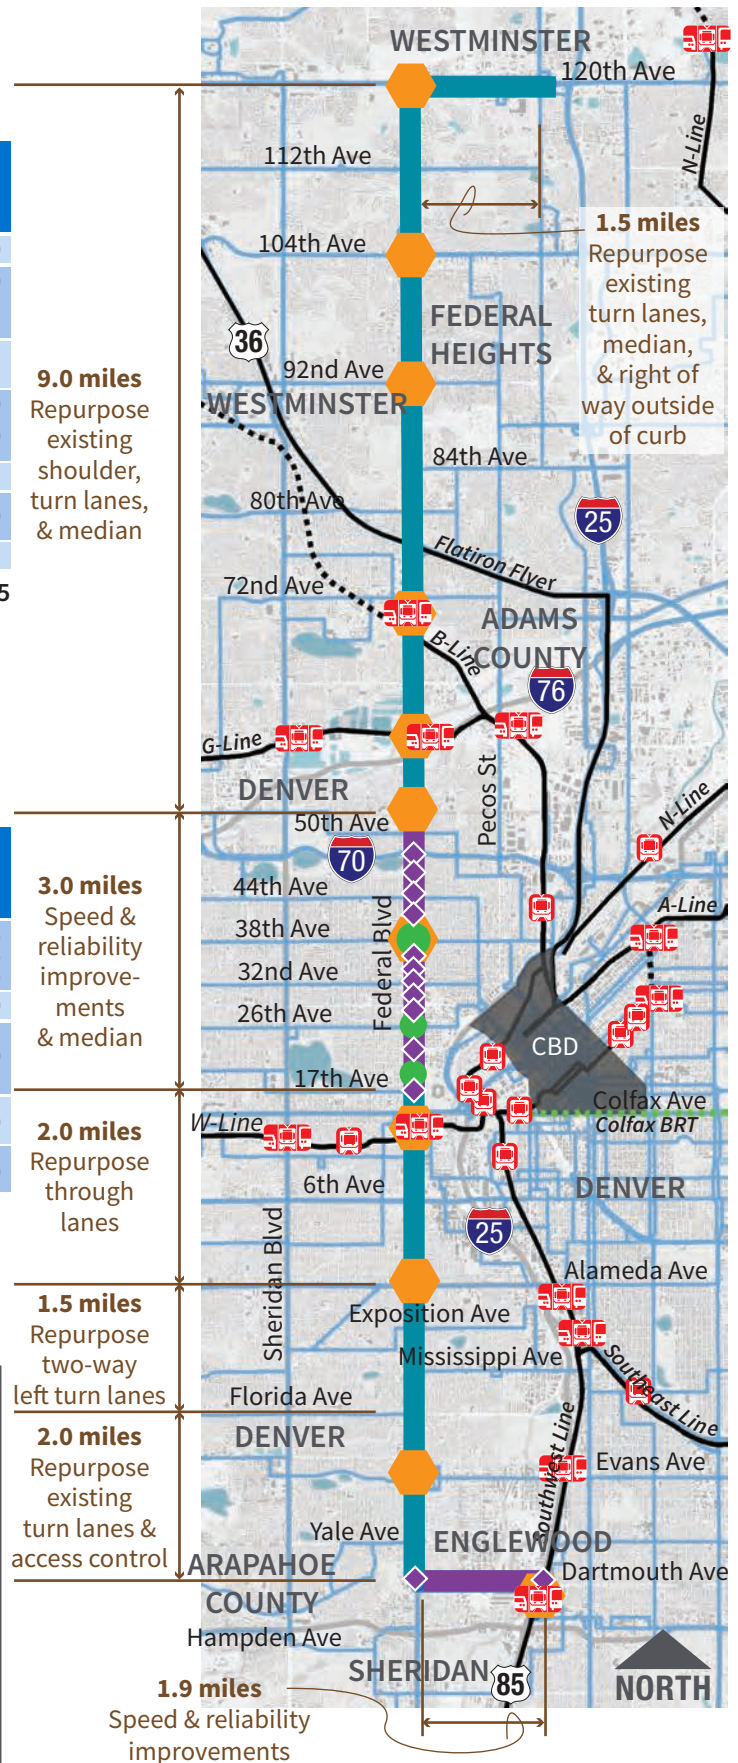 WESTMINSTER
120th Ave
N-Line
112th Ave
1.5 miles
Repurpose
existing
turn lanes,
median,
& right of
way outside
of curb
104th Ave
36
FEDERAL
HEIGHTS
92nd Ave
WESTMINSTER
9.0 miles
Repurpose
existing
shoulder,
turn lanes,
& median
84th Ave
80th Ave
25
Flatiron Flyer
5
72nd Ave
ADAMS
COUNTY
B-Line
76
G-Line
Pecos St
DENVER
50th Ave
N-Line
70
44th Ave
3.0 miles
Speed &
reliability
improve-
ments
& median
A-Line
38th Ave
Federal Blvd
32nd Ave
26th Ave
CBD
17th Ave
Colfax Ave
Colfax BRT
W-Line
2.0 miles
Repurpose
through
lanes
6th Ave
DENVER
25
Sheridan Blvd
Alameda Ave
1.5 miles
Repurpose
two-way
left turn lanes
Exposition Ave
Mississippi Ave
Southeast Line
Florida Ave
DENVER
2.0 miles
Repurpose
existing
turn lanes &
access control
Southwest Line
Evans Ave
Yale Ave
ENGLEWOOD
ARAPAHOE
COUNTY
Dartmouth Ave
Hampden Ave
SHERIDAN
85
NORTH
1.9 miles
Speed & reliability
improvements